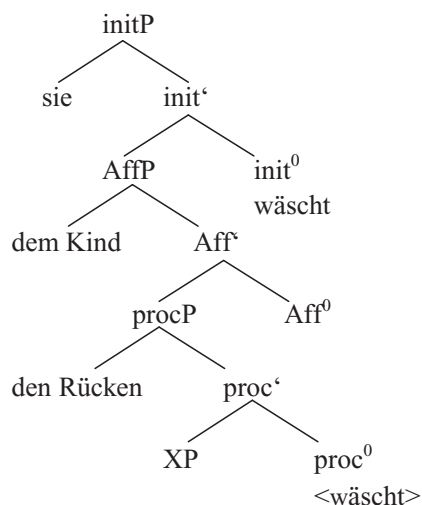 initP
sie init‘
AffP init⁰
wäscht
dem Kind Aff‘
procP Aff⁰
den Rücken proc‘
XP proc⁰
<wäscht>